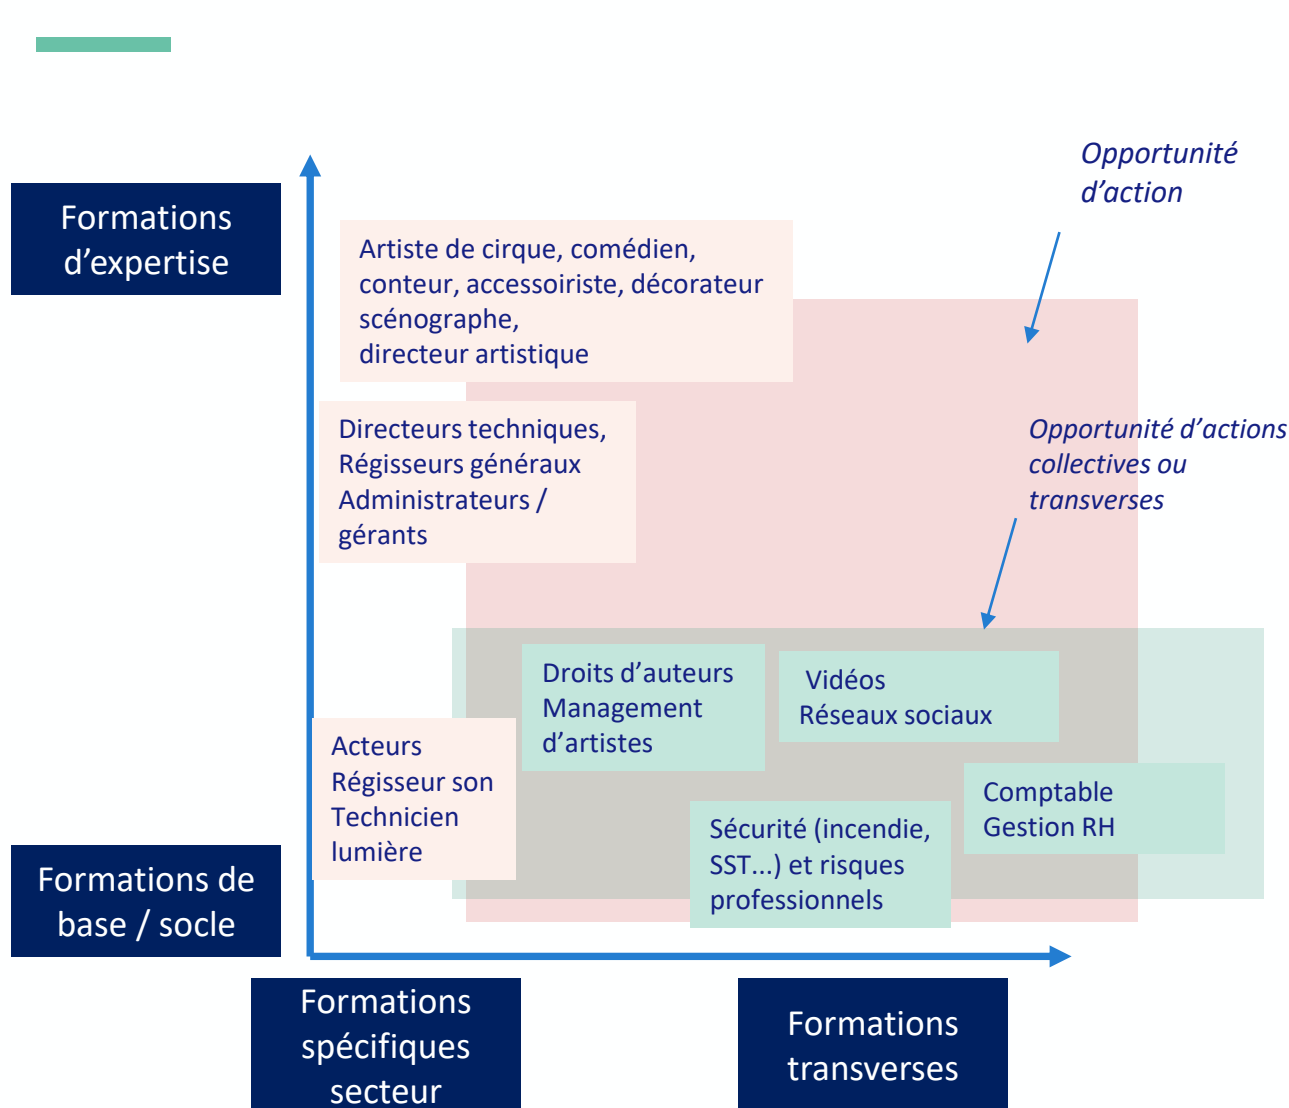 Opportunité
d’action
Formations
d’expertise
Artiste de cirque, comédien,
conteur, accessoiriste, décorateur
scénographe,
directeur artistique
Directeurs techniques,
Régisseurs généraux
Administrateurs /
gérants
Opportunité d’actions
collectives ou
transverses
Droits d’auteurs
Management
d’artistes
Vidéos
Réseaux sociaux
Acteurs
Régisseur son
Technicien
lumière
Comptable
Gestion RH
Sécurité (incendie,
SST...) et risques
professionnels
Formations de
base / socle
Formations
spécifiques
secteur
Formations
transverses